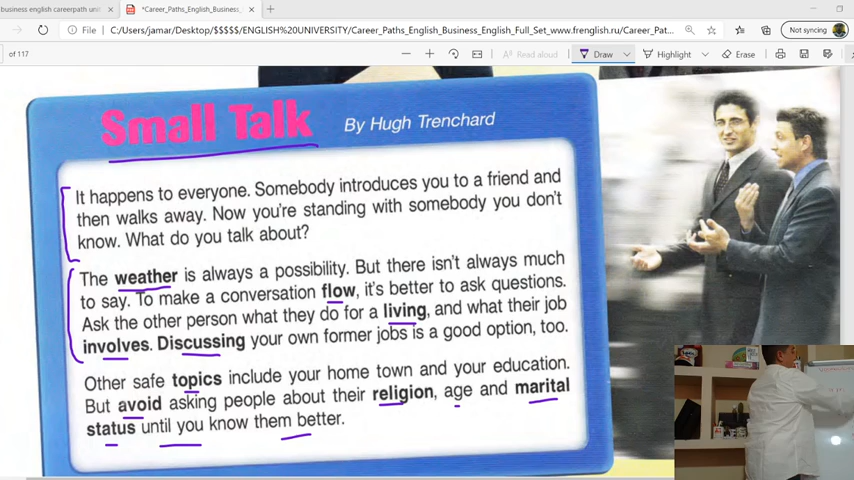 business english careerpath uni
*Career_Paths_English_Business_
File
C:/Users/jamar/Desktop/$$$$$/ENGLISH%20UNIVERSITY/Career_Paths_English_Business_English_Full_Set_www.frenglish.ru/Career_Pat...
Not syncing
of 117
Read aloud
Draw
Highlight
Erase
Small Talk
By Hugh Trenchard
It happens to everyone. Somebody introduces you to a friend and
then walks away. Now you're standing with somebody you don't
know. What do you talk about?
The weather is always a possibility. But there isn't always much
to say. To make a conversation flow, it's better to ask questions.
Ask the other person what they do for a living, and what their job
involves. Discussing your own former jobs is a good option, too.
Other safe topics include your home town and your education.
But avoid asking people about their religion, age and marital
status until you know them better.